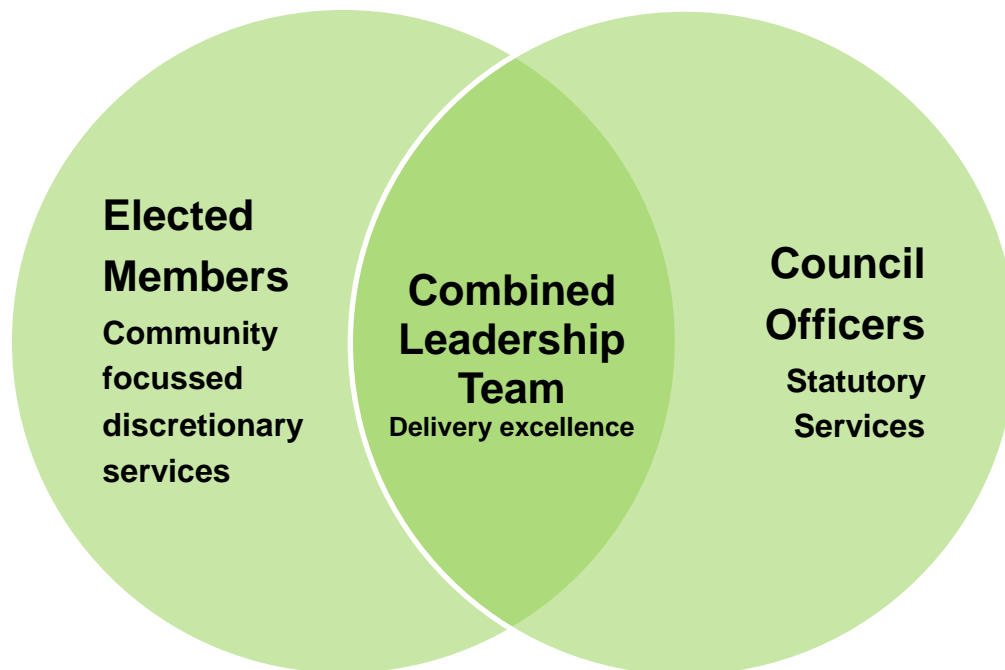 Elected
Members
Community
focussed
discretionary
services
Combined
Leadership
Team
Delivery excellence
Council
Officers
Statutory
Services